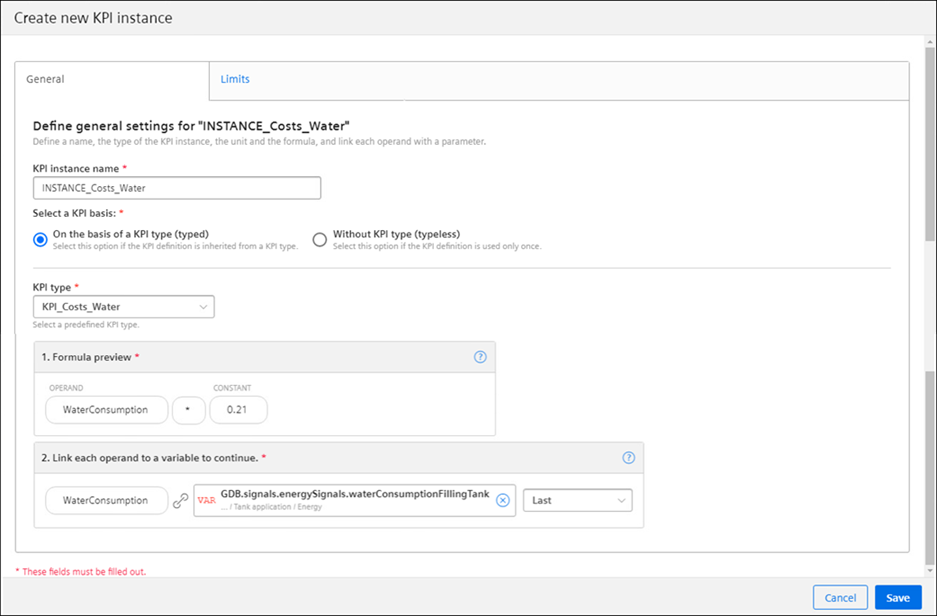 Create new KPI instance
General
Limits
Define general settings for "INSTANCE_Costs_Water"
Define a name, the type of the KPI instance, the unit and the formula, and link each operand with a parameter.
KPI instance name *
INSTANCE_Costs_Water
Select a KPI basis: *
On the basis of a KPI type (typed)
Select this option if the KPI definition is inherited from a KPI type.
Without KPI type (typeless)
Select this option if the KPI definition is used only once.
KPI type *
KPI_Costs_Water
Select a predefined KPI type.
1. Formula preview *
?
OPERAND
CONSTANT
WaterConsumption
*
0.21
2. Link each operand to a variable to continue. *
?
WaterConsumption
VAR
GDB.signals.energySignals.waterConsumptionFillingTank
... / Tank application / Energy
Last
* These fields must be filled out.
Cancel
Save